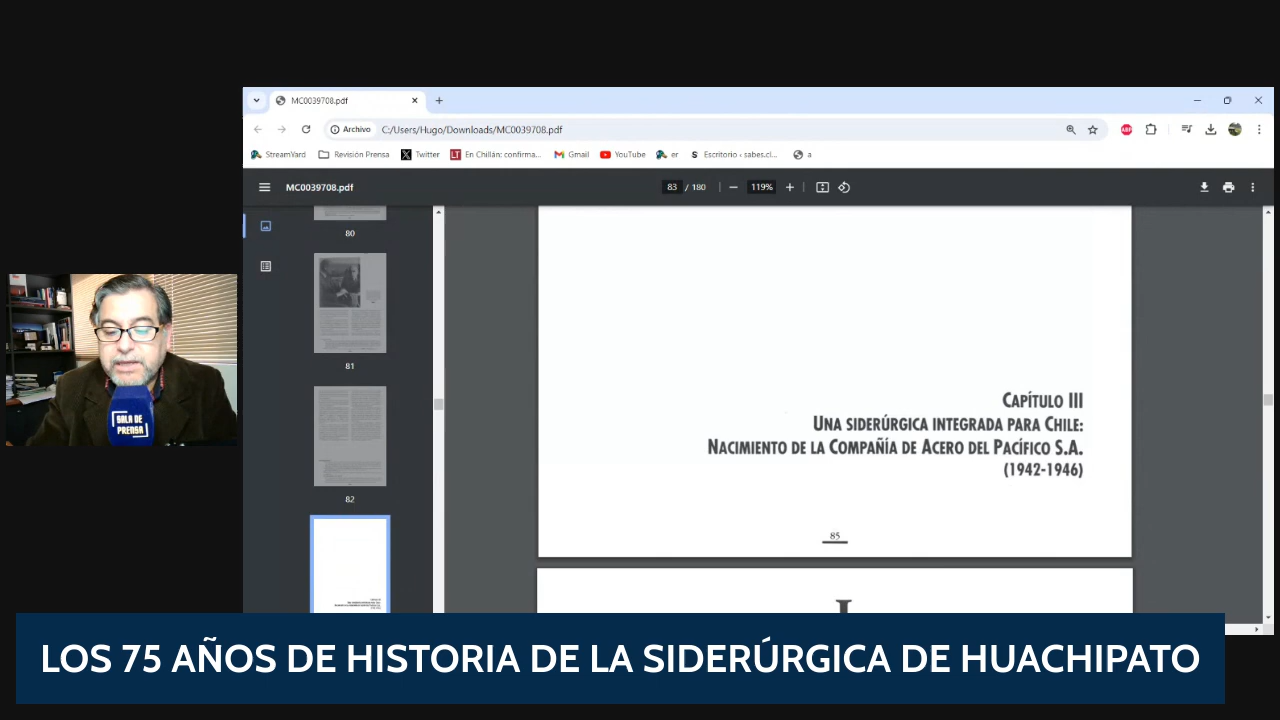 MC0039708.pdf
Archivo
C:/Users/Hugo/Downloads/MC0039708.pdf
ABP
StreamYard
Revisión Prensa
Twitter
LT En Chillán: confirma...
Gmail
YouTube
er
S Escritorio ‹ sabes.cl...
a
MC0039708.pdf
83 / 180
119%
80
81
82
CAPÍTULO III
UNA SIDERÚRGICA INTEGRADA PARA CHILE:
NACIMIENTO DE LA COMPAÑÍA DE ACERO DEL PACÍFICO S.A.
(1942-1946)
85
I
SALA DE
PRENSA
LOS 75 AÑOS DE HISTORIA DE LA SIDERÚRGICA DE HUACHIPATO